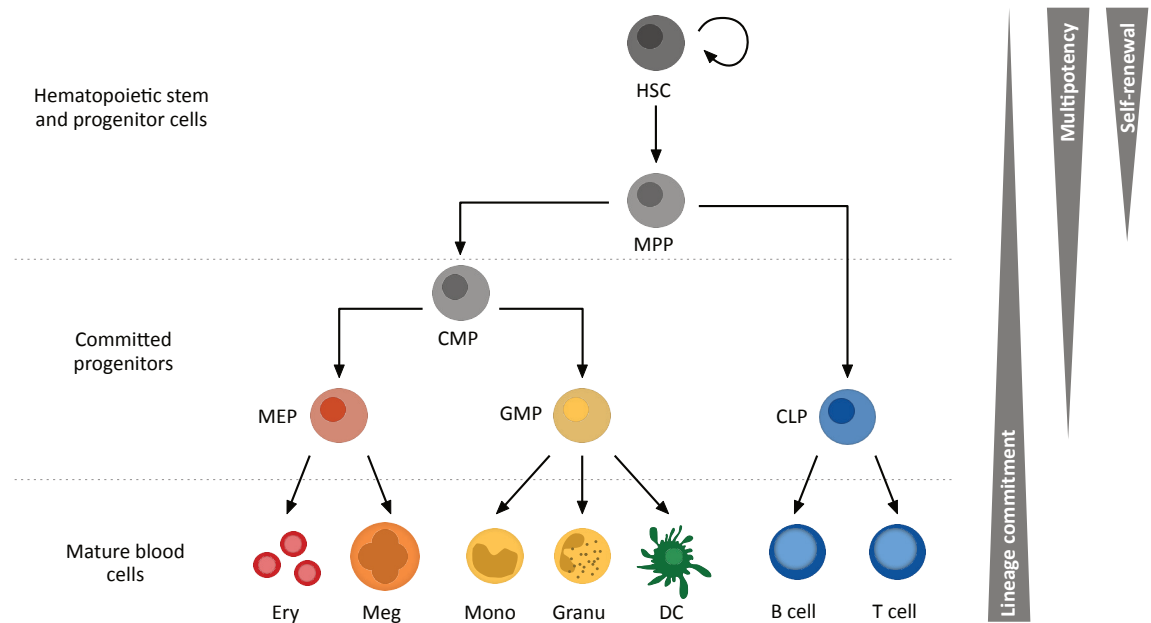 HSC
Hematopoietic stem
and progenitor cells
MPP
CMP
Committed
progenitors
MEP
GMP
CLP
Mature blood
cells
Ery
Meg
Mono
Granu
DC
B cell
T cell
Lineage commitment
Multipotency
Self-renewal